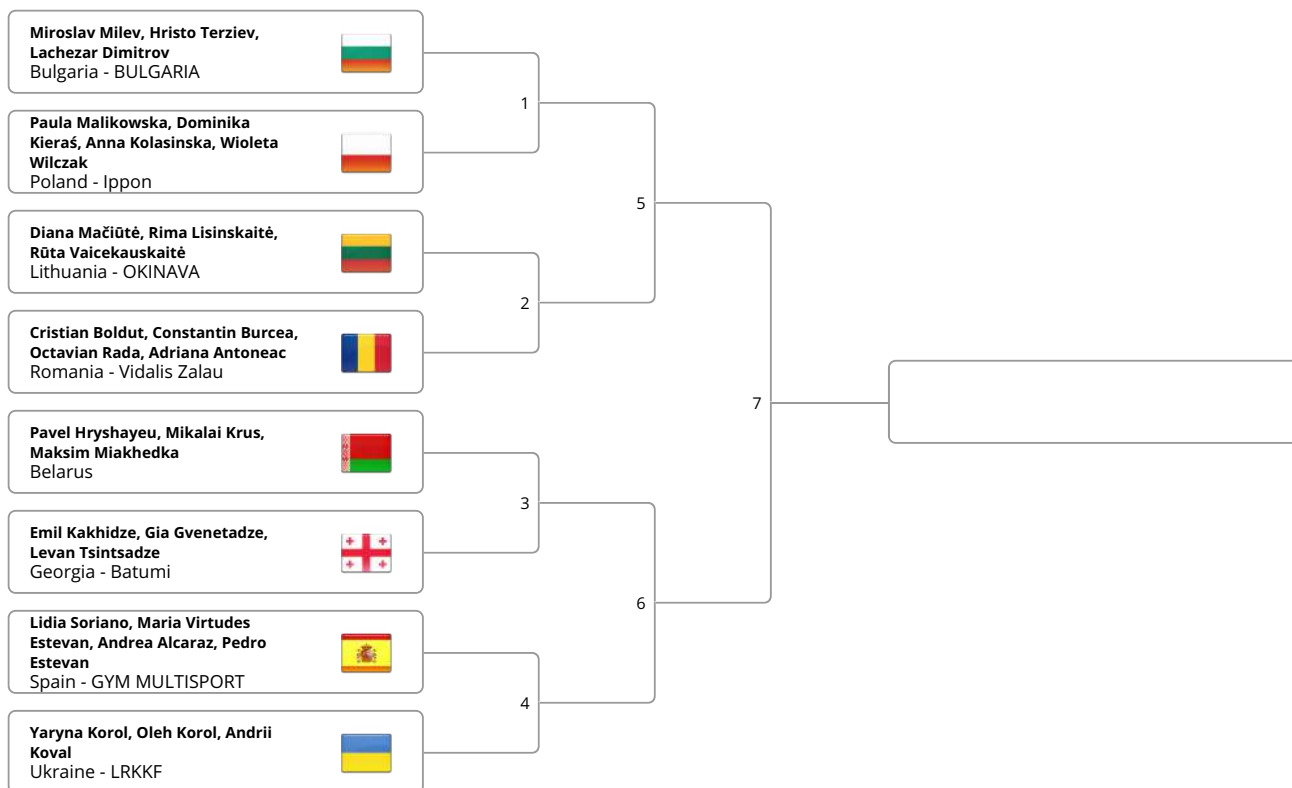 Miroslav Milev, Hristo Terziev,
Lachezar Dimitrov
Bulgaria - BULGARIA
1
Paula Malikowska, Dominika
Kieraś, Anna Kolasinska, Wioleta
Wilczak
Poland - Ippon
5
Diana Mačiūtė, Rima Lisinskaitė,
Rūta Vaicekauskaitė
Lithuania - OKINAVA
2
Cristian Boldut, Constantin Burcea,
Octavian Rada, Adriana Antoneac
Romania - Vidalis Zalau
7
Pavel Hryshayeu, Mikalai Krus,
Maksim Miakhedka
Belarus
3
Emil Kakhidze, Gia Gvenetadze,
Levan Tsintsadze
Georgia - Batumi
6
Lidia Soriano, Maria Virtudes
Estevan, Andrea Alcaraz, Pedro
Estevan
Spain - GYM MULTISPORT
4
Yaryna Korol, Oleh Korol, Andrii
Koval
Ukraine - LRKKF